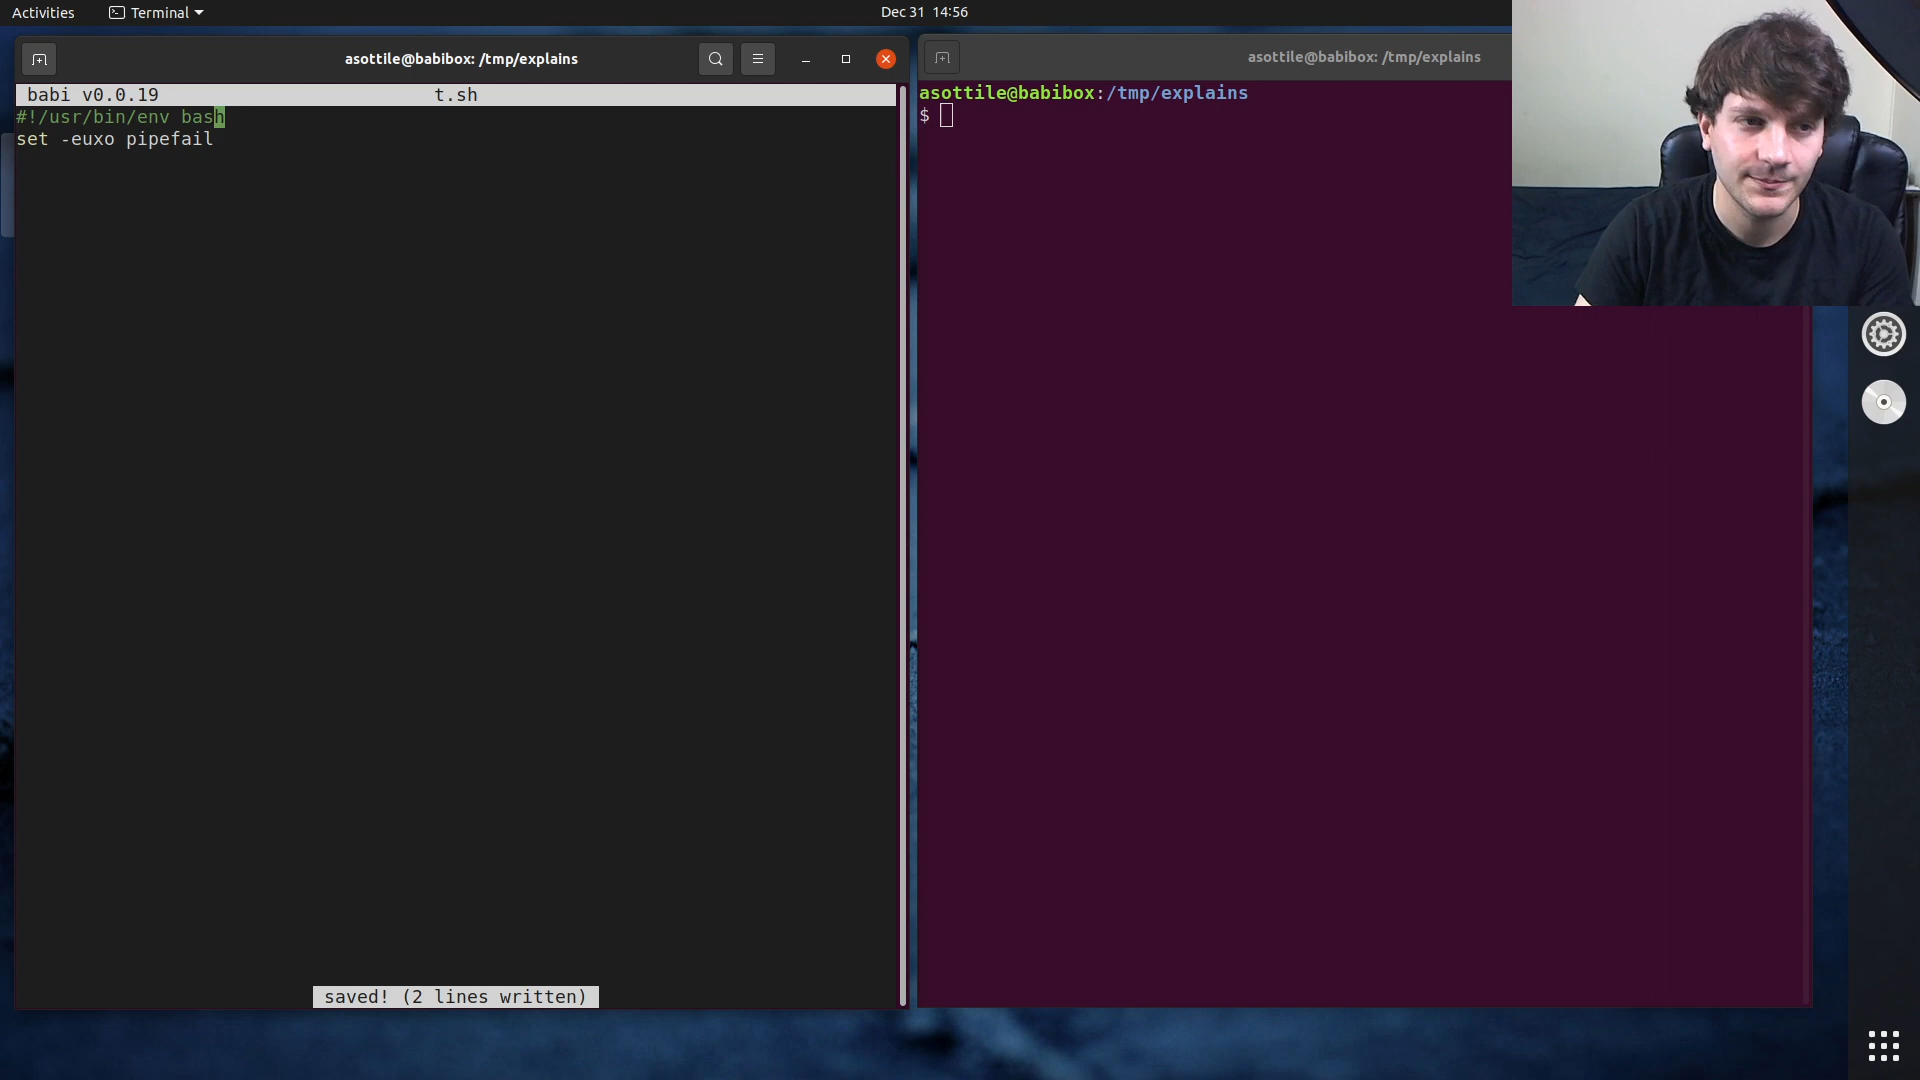 Activities
Terminal
Dec 31 14:56
asottile@babibox: /tmp/explains
babi v0.0.19 t.sh
#!/usr/bin/env bash
set -euxo pipefail
saved! (2 lines written)
asottile@babibox: /tmp/explains
asottile@babibox:/tmp/explains
$